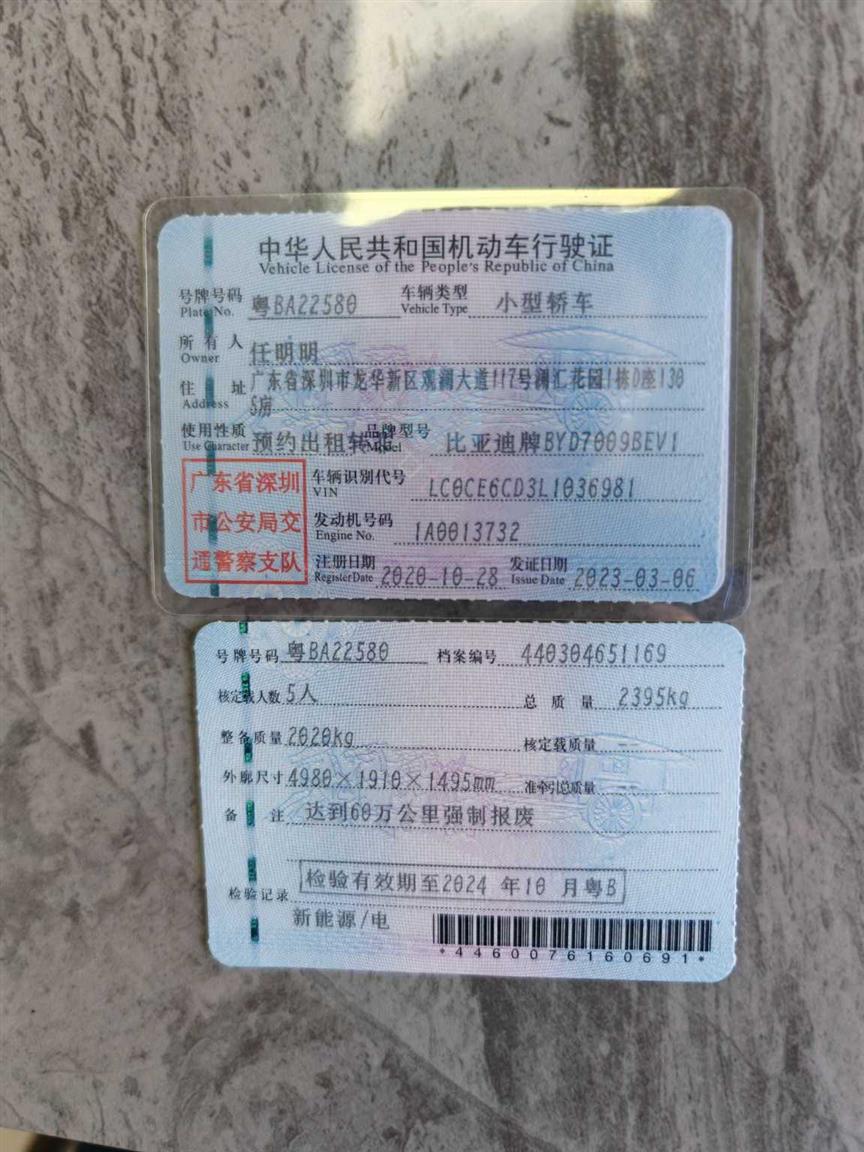 中华人民共和国机动车行驶证
Vehicle License of the People's Republic of China
号牌号码 粤BA22580 车辆类型 小型轿车
Plate No. Vehicle Type
所有人 任明明
Owner
住址 广东省深圳市龙华新区观澜大道117号澜汇花园1栋D座130
Address 5房
使用性质 预约出租转非 品牌型号 比亚迪牌BYD7009BEV1
Use Character Model
广东省深圳
市公安局交
通警察支队
车辆识别代号 LC0CE6CD3L1036981
VIN
发动机号码 1A0013732
Engine No.
注册日期 2020-10-28 发证日期 2023-03-06
Register Date Issue Date
号牌号码 粤BA22580 档案编号 440304651169
核定载人数 5人 总质量 2395kg
整备质量 2020kg 核定载质量 --
外廓尺寸 4980×1910×1495mm 准牵引总质量 --
备注 达到60万公里强制报废
检验记录 检验有效期至2024 年10 月粤B
新能源/电
*4460076160691*